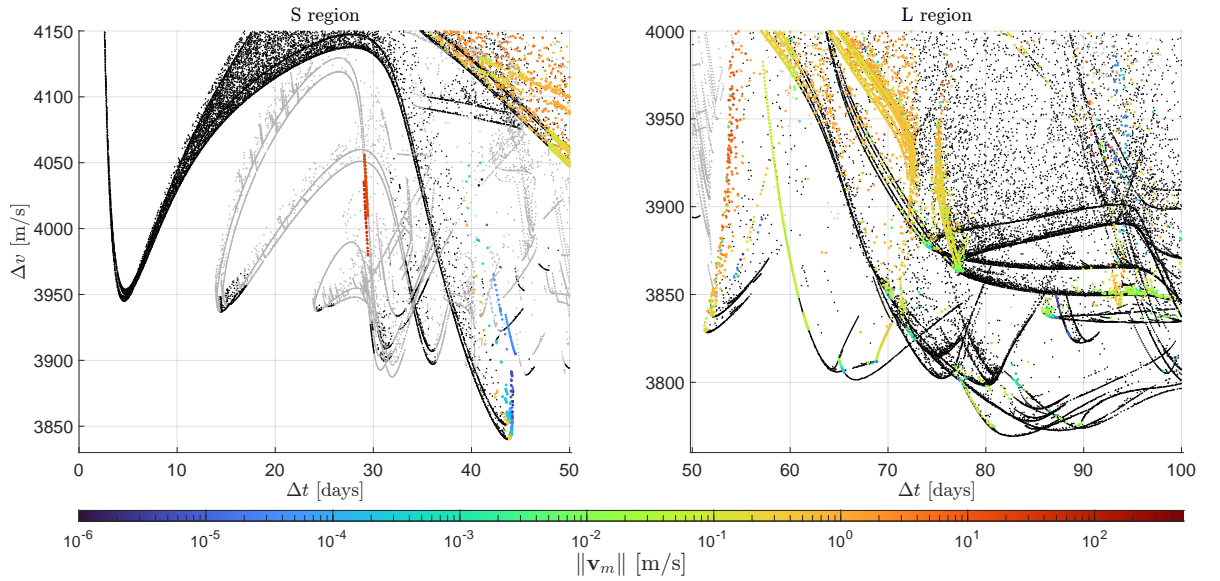 S region
L region
4150
4100
4050
4000
3950
3900
3850
Δv [m/s]
0 10 20 30 40 50
Δt [days]
4000
3950
3900
3850
3800
50 60 70 80 90 100
Δt [days]
10^-6 10^-5 10^-4 10^-3 10^-2 10^-1 10^0 10^1 10^2
‖v_m‖ [m/s]